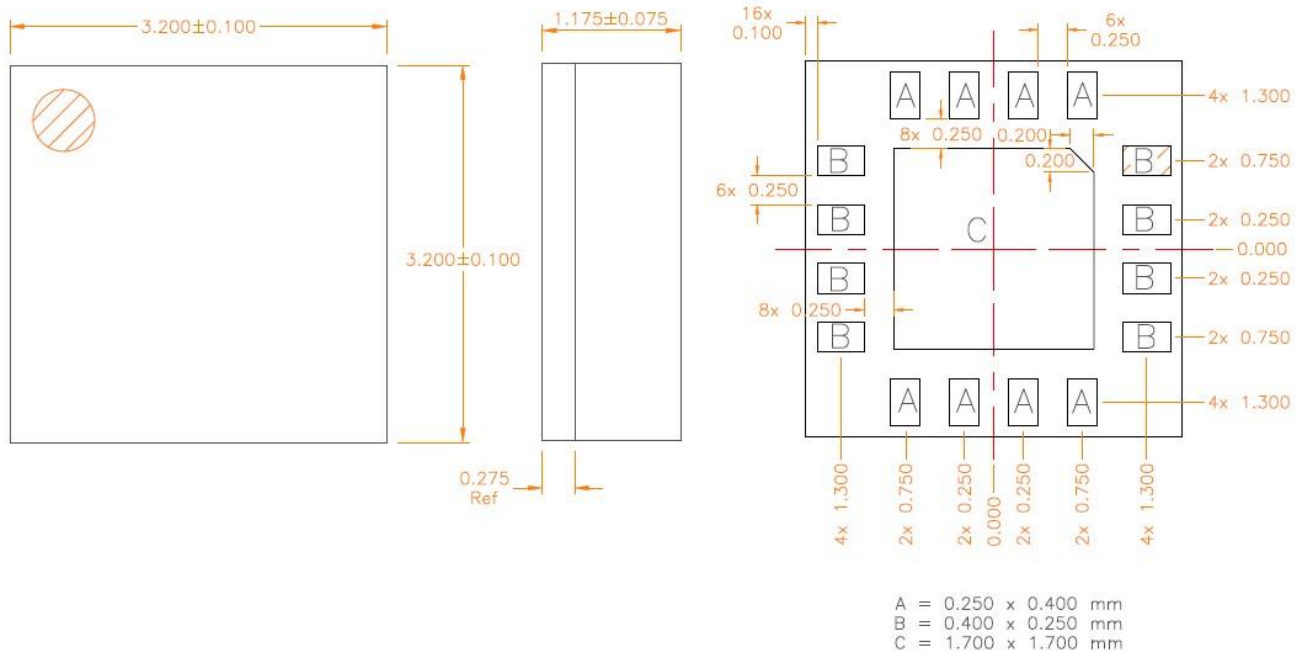 3.200±0.100
3.200±0.100
1.175±0.075
0.275
Ref
16x
0.100
6x
0.250
A
A
A
A
4x 1.300
8x 0.250
0.200
0.200
B
B
2x 0.750
6x 0.250
B
B
2x 0.250
C
0.000
B
B
2x 0.250
8x 0.250
B
B
2x 0.750
A
A
A
A
4x 1.300
4x 1.300
2x 0.750
2x 0.250
0.000
2x 0.250
2x 0.750
4x 1.300
A = 0.250 x 0.400 mm
B = 0.400 x 0.250 mm
C = 1.700 x 1.700 mm